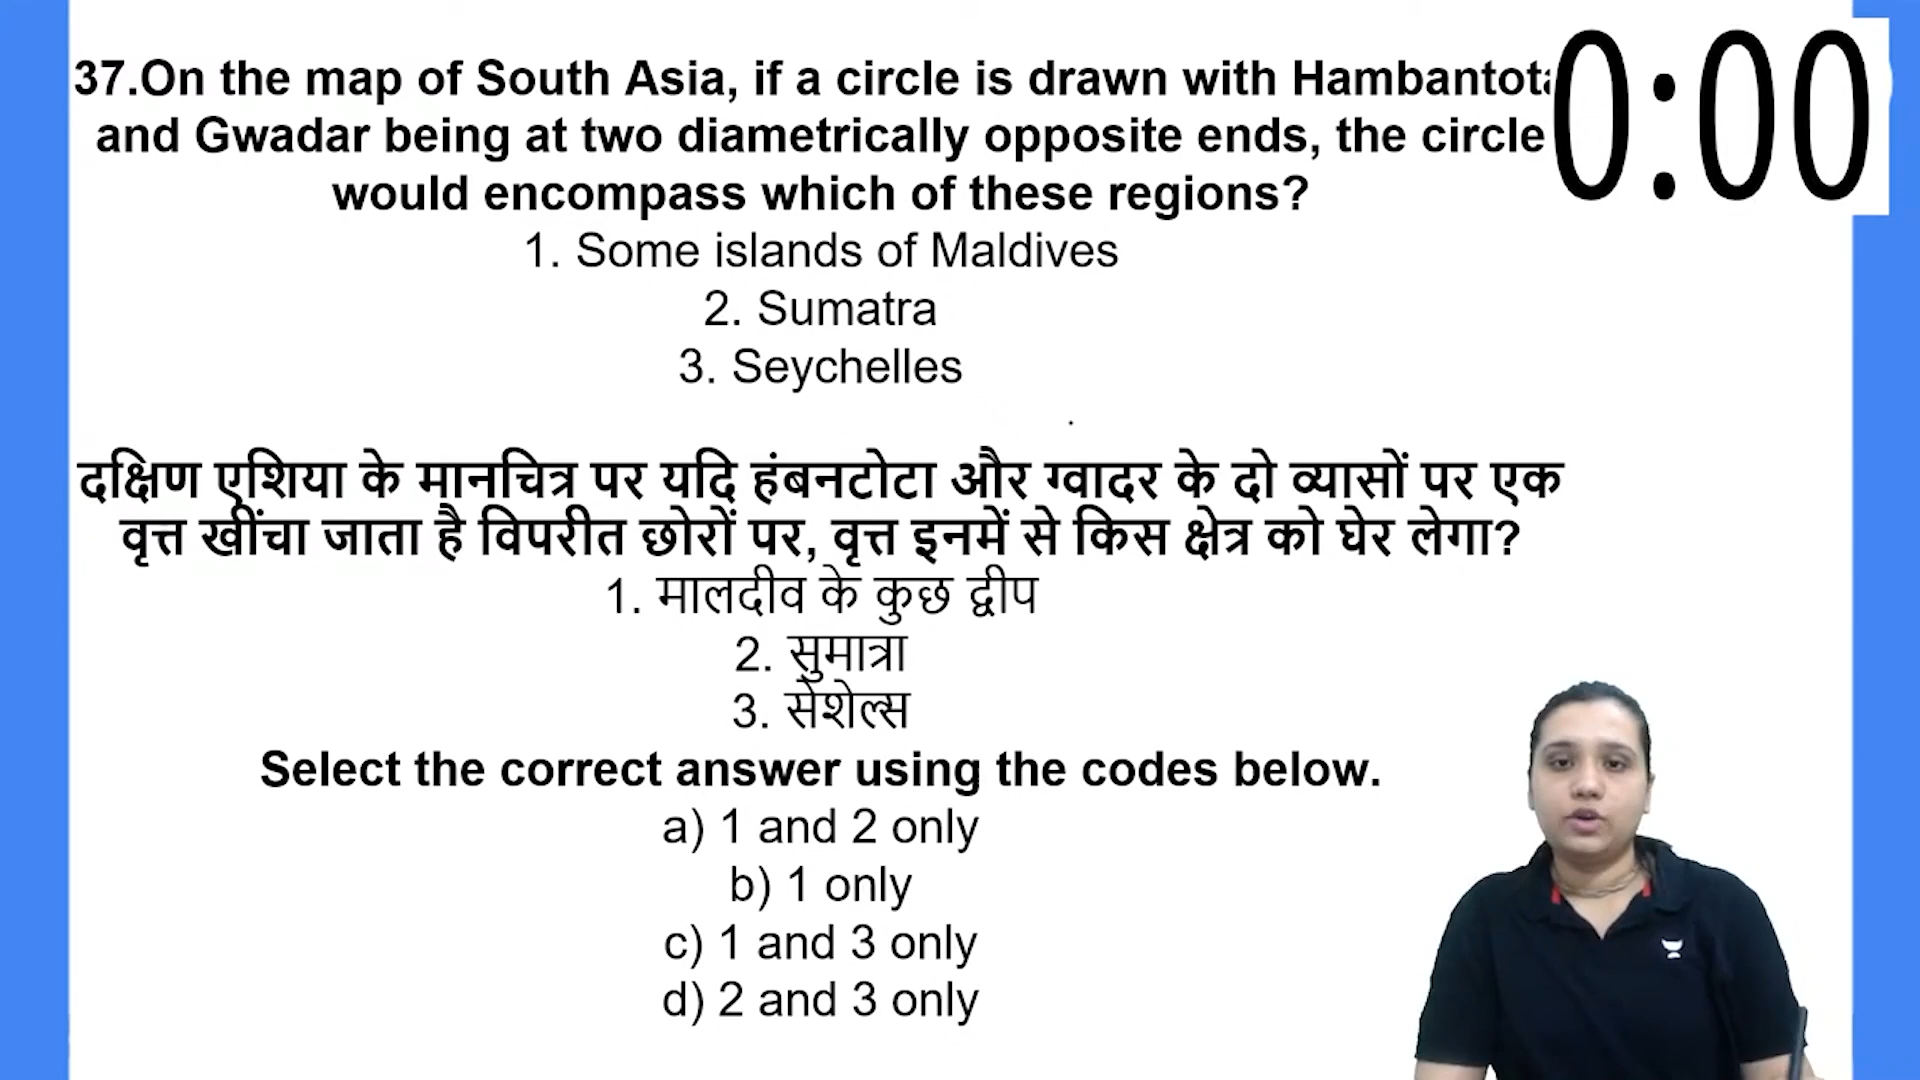 37.On the map of South Asia, if a circle is drawn with Hambantota
and Gwadar being at two diametrically opposite ends, the circle
would encompass which of these regions?
1. Some islands of Maldives
2. Sumatra
3. Seychelles
दक्षिण एशिया के मानचित्र पर यदि हंबनटोटा और ग्वादर के दो व्यासों पर एक
वृत्त खींचा जाता है विपरीत छोरों पर, वृत्त इनमें से किस क्षेत्र को घेर लेगा?
1. मालदीव के कुछ द्वीप
2. सुमात्रा
3. सेशेल्स
Select the correct answer using the codes below.
a) 1 and 2 only
b) 1 only
c) 1 and 3 only
d) 2 and 3 only
0:00